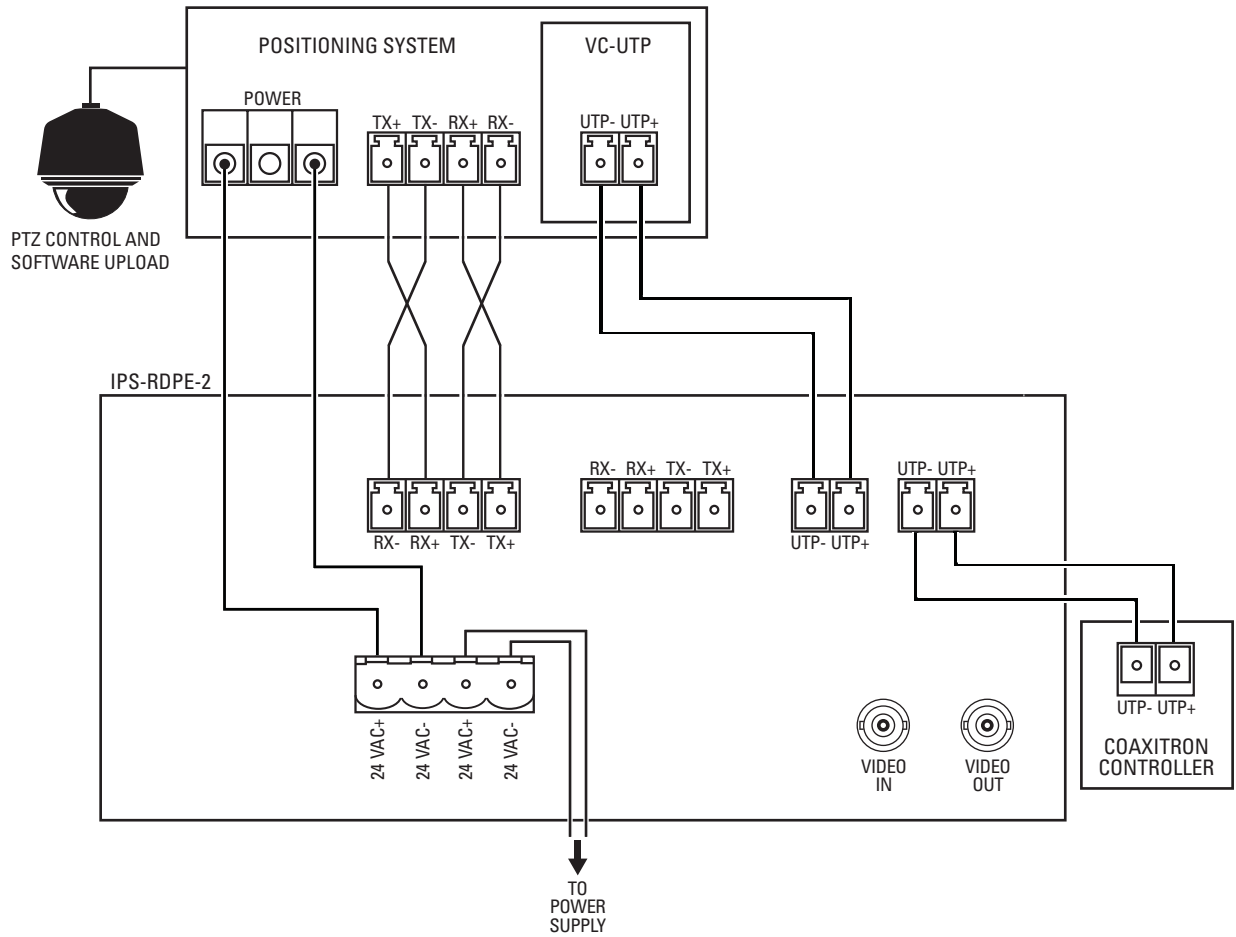 POSITIONING SYSTEM
VC-UTP
POWER
TX+ TX- RX+ RX-
UTP- UTP+
PTZ CONTROL AND
SOFTWARE UPLOAD
IPS-RDPE-2
RX- RX+ TX- TX+
RX- RX+ TX- TX+
UTP- UTP+
UTP- UTP+
24 VAC+
24 VAC-
24 VAC+
24 VAC-
VIDEO
IN
VIDEO
OUT
UTP- UTP+
COAXITRON
CONTROLLER
TO
POWER
SUPPLY